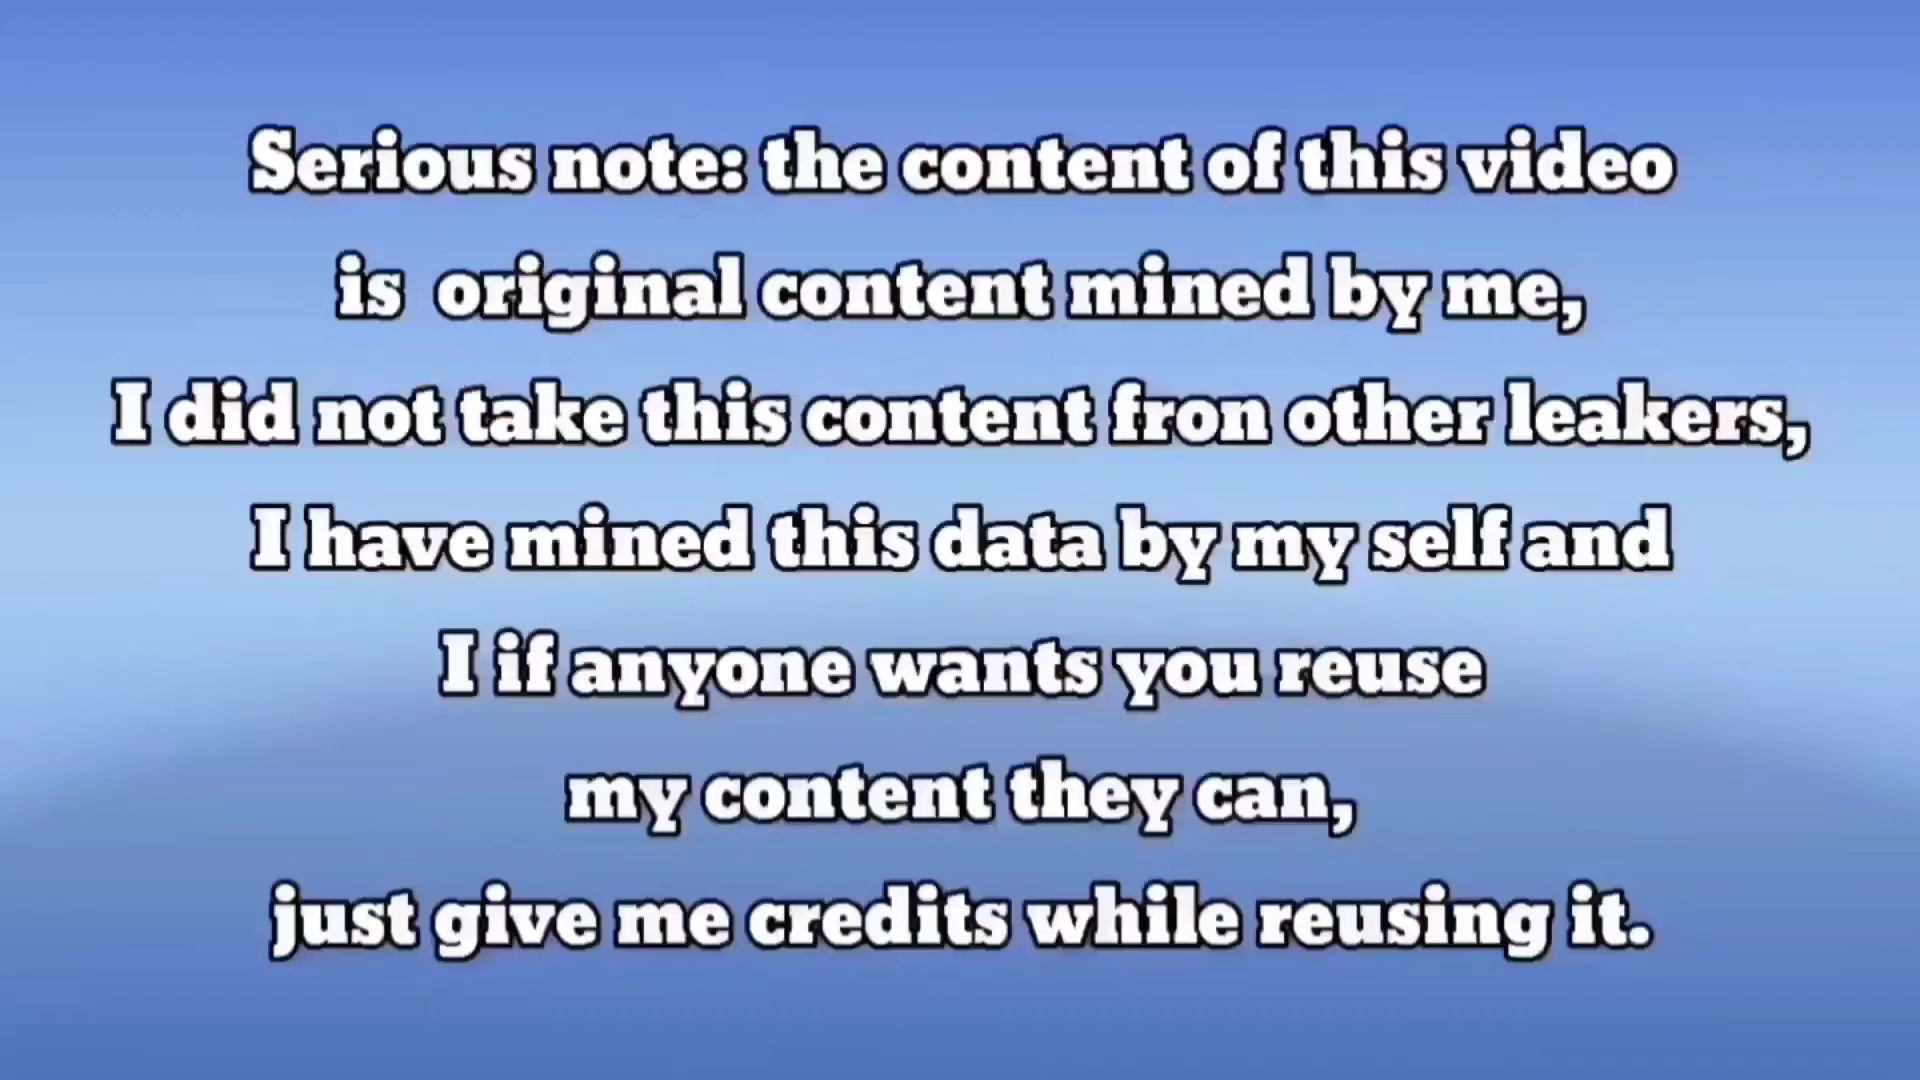 Serious note: the content of this video
is original content mined by me,
I did not take this content fron other leakers,
I have mined this data by my self and
I if anyone wants you reuse
my content they can,
just give me credits while reusing it.